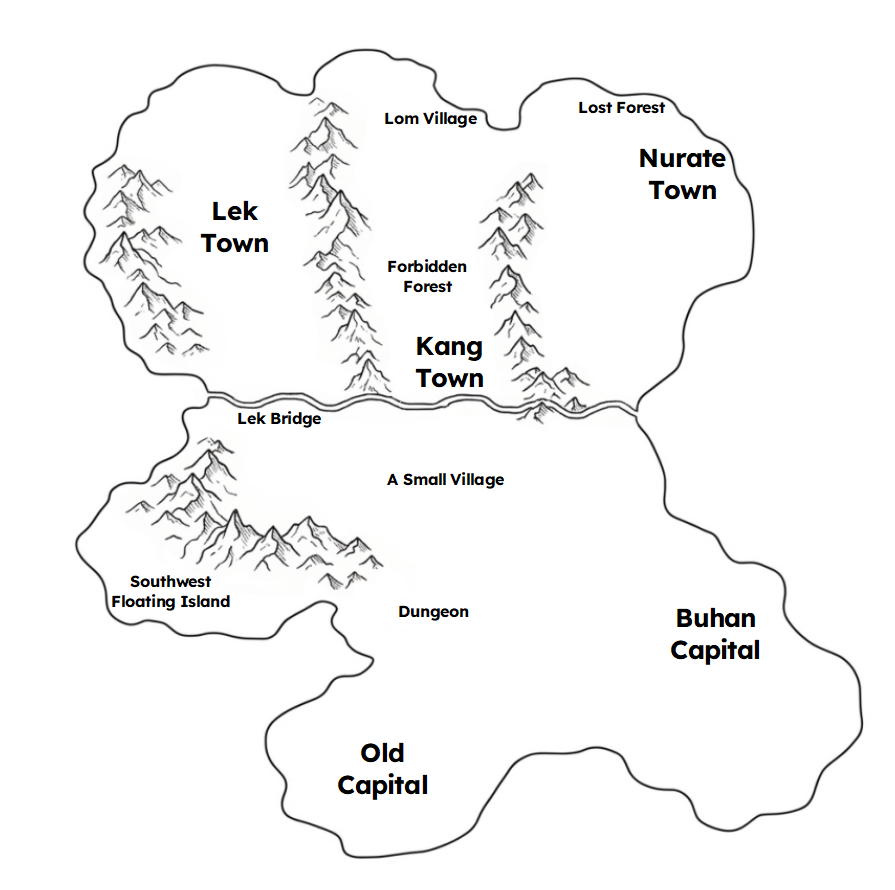 Lost Forest
Lom Village
Nurate
Town
Lek
Town
Forbidden
Forest
Kang
Town
Lek Bridge
A Small Village
Southwest
Floating Island
Dungeon
Buhan
Capital
Old
Capital